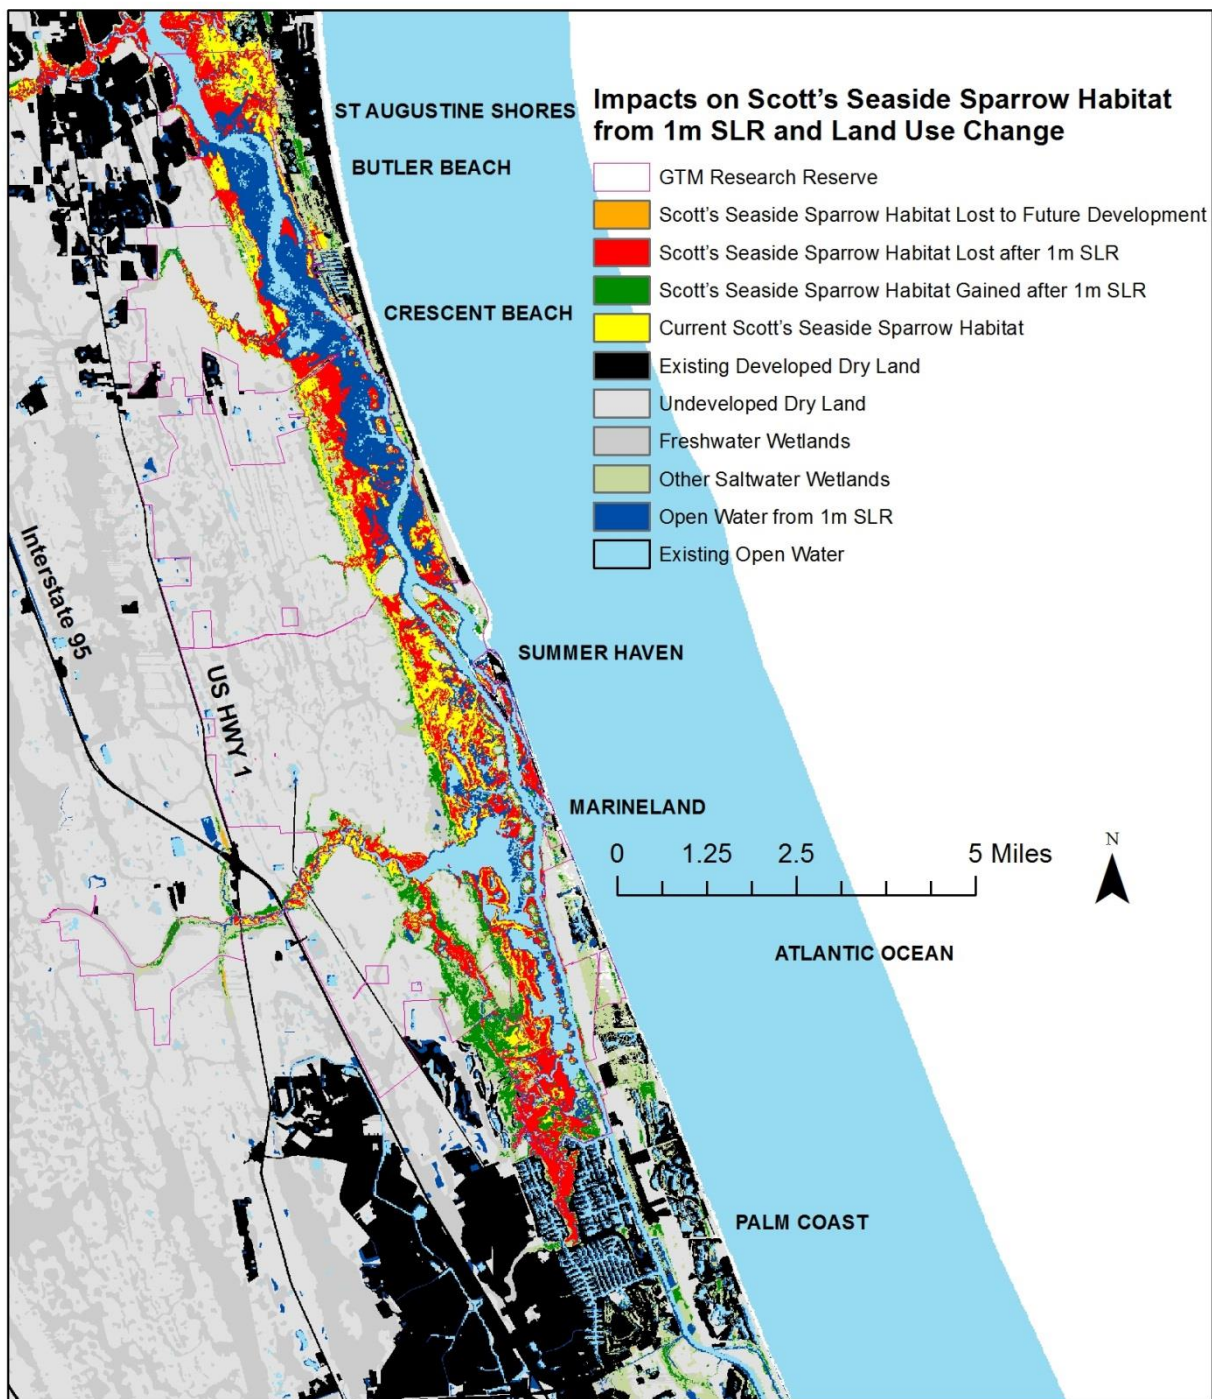 Impacts on Scott's Seaside Sparrow Habitat
from 1m SLR and Land Use Change
GTM Research Reserve
Scott's Seaside Sparrow Habitat Lost to Future Development
Scott's Seaside Sparrow Habitat Lost after 1m SLR
Scott's Seaside Sparrow Habitat Gained after 1m SLR
Current Scott's Seaside Sparrow Habitat
Existing Developed Dry Land
Undeveloped Dry Land
Freshwater Wetlands
Other Saltwater Wetlands
Open Water from 1m SLR
Existing Open Water
ST AUGUSTINE SHORES
BUTLER BEACH
CRESCENT BEACH
Interstate 95
US HWY 1
SUMMER HAVEN
MARINELAND
0 1.25 2.5 5 Miles
N
ATLANTIC OCEAN
PALM COAST